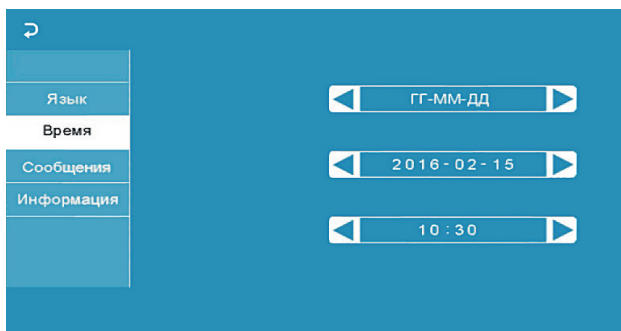 Язык
Время
Сообщения
Информация
ГГ-ММ-ДД
2016-02-15
10:30